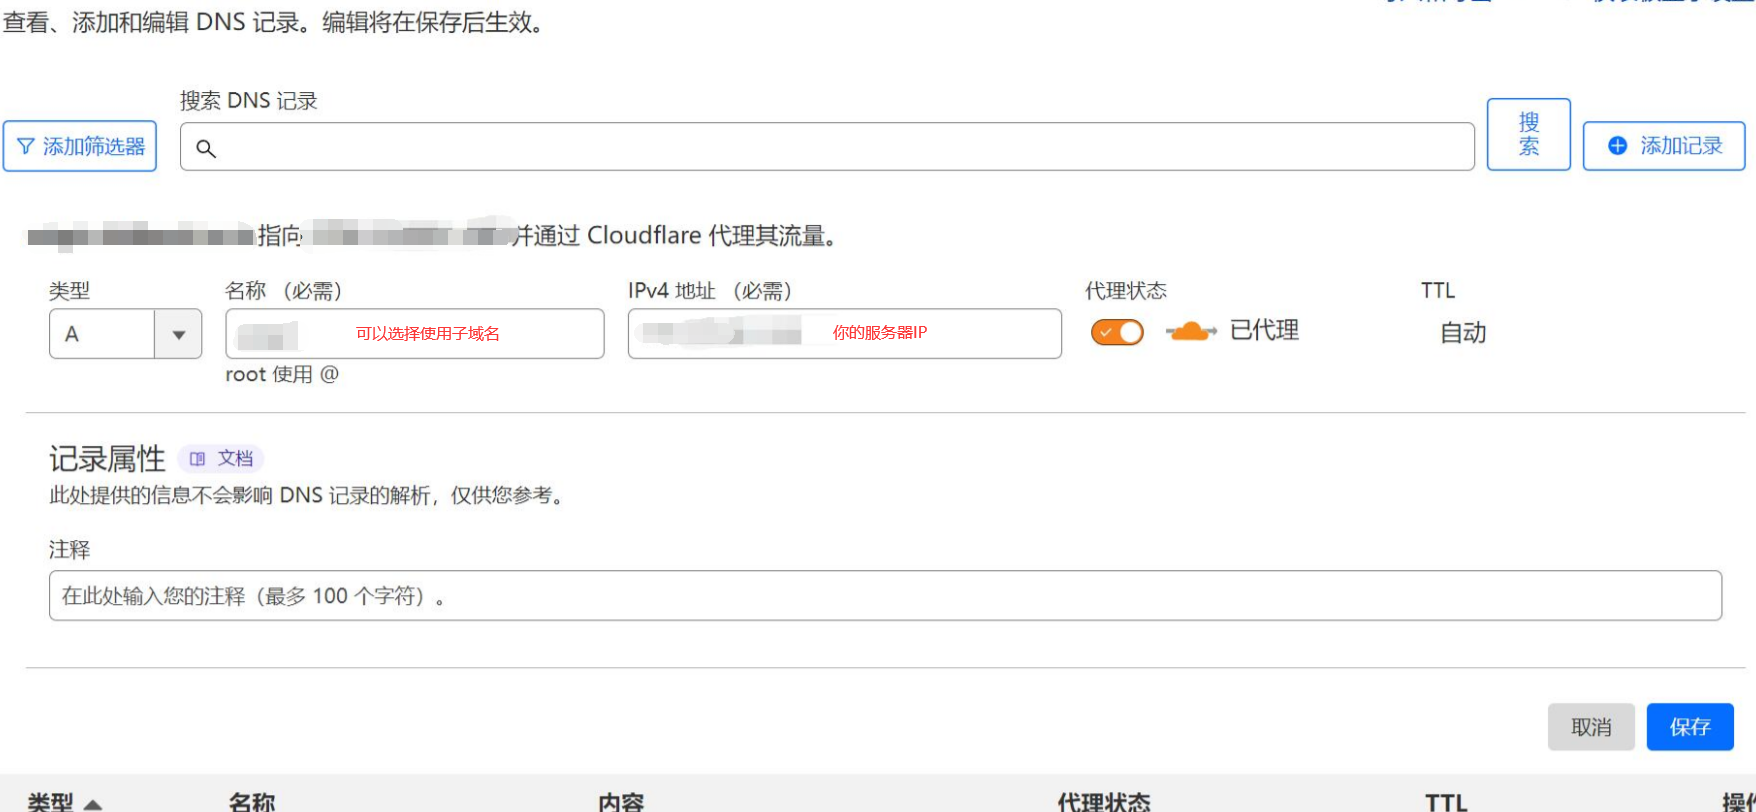 查看、添加和编辑 DNS 记录。编辑将在保存后生效。
搜索 DNS 记录
添加筛选器
搜索
添加记录
指向 并通过 Cloudflare 代理其流量。
类型
名称 （必需）
IPv4 地址 （必需）
代理状态
TTL
A
可以选择使用子域名
你的服务器IP
已代理
自动
root 使用 @
记录属性
文档
此处提供的信息不会影响 DNS 记录的解析，仅供您参考。
注释
在此处输入您的注释（最多 100 个字符）。
取消
保存
类型
名称
内容
代理状态
TTL